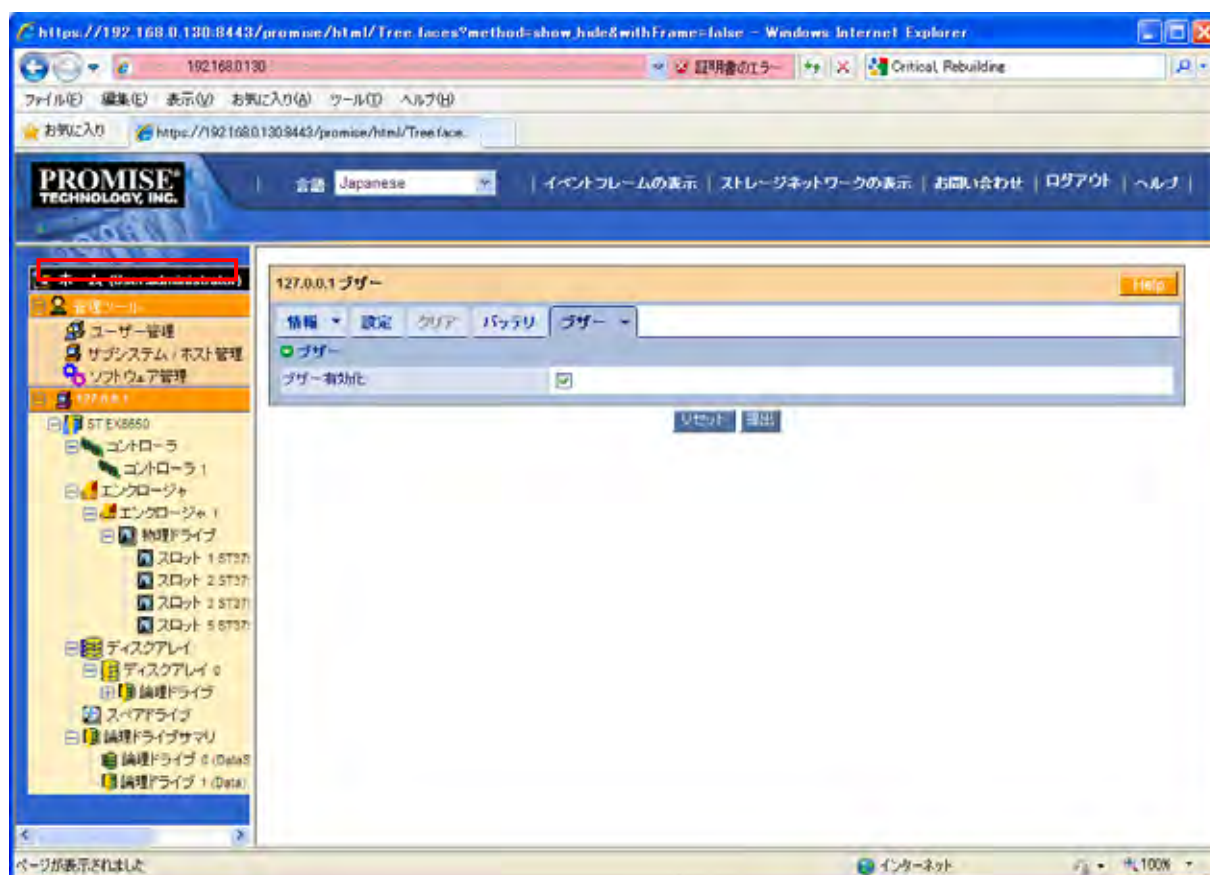 https://192.168.0.130:8443/promise/html/Tree.faces?method=show_hide&withFrame=false - Windows Internet Explorer
192.168.0.130
証明書のエラー
Critical, Rebuilding
ファイル(F) 編集(E) 表示(V) お気に入り(A) ツール(T) ヘルプ(H)
お気に入り
https://192.168.0.130:8443/promise/html/Tree.face...
PROMISE®
TECHNOLOGY, INC.
言語 Japanese
| イベントフレームの表示 | ストレージネットワークの表示 | お問い合わせ | ログアウト | ヘルプ |
ホーム (User:administrator)
管理ツール
ユーザー管理
サブシステム / ホスト管理
ソフトウェア管理
127.0.0.1
ST EX8650
コントローラ
コントローラ 1
エンクロージャ
エンクロージャ 1
物理ドライブ
スロット 1 ST37
スロット 2 ST37
スロット 3 ST37
スロット 5 ST37
ディスクアレイ
ディスクアレイ 0
論理ドライブ
スペアドライブ
論理ドライブサマリ
論理ドライブ 0 (DataS
論理ドライブ 1 (Data)
127.0.0.1 ブザー
Help
情報 設定 クリア バッテリ ブザー
ブザー
ブザー有効化
リセット 提出
ページが表示されました
インターネット
100%